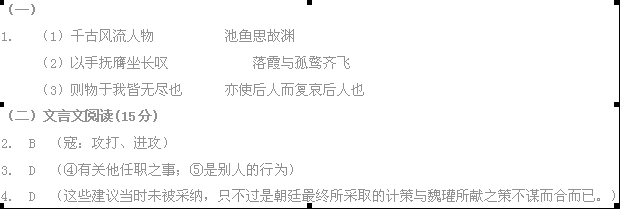 （一）
1. （1）千古风流人物 池鱼思故渊
（2）以手抚膺坐长叹 落霞与孤鹜齐飞
（3）则物于我皆无尽也 亦使后人而复哀后人也
（二）文言文阅读(15分)
2. B （寇：攻打、进攻）
3. D （④有关他任职之事；⑤是别人的行为）
4. D （这些建议当时未被采纳，只不过是朝廷最终所采取的计策与魏瓘所献之策不谋而合而已。）